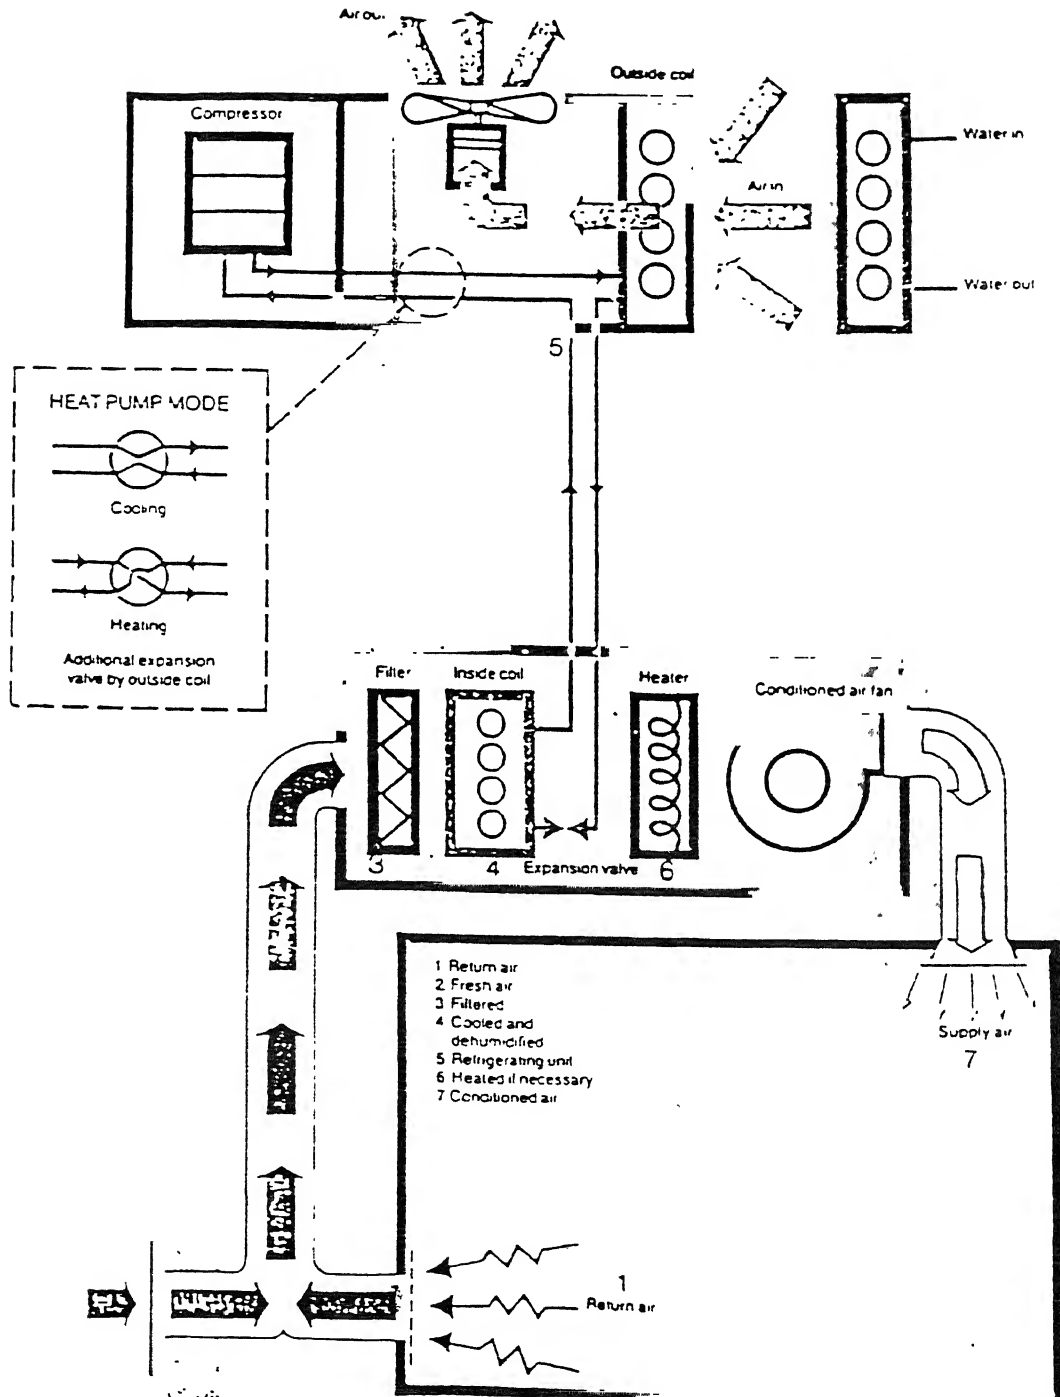 Air out
Outside coil
Compressor
Water in
Air in
Water out
5
HEAT PUMP MODE
Cooling
Heating
Additional expansion
valve by outside coil
Filter
Inside coil
Heater
Conditioned air fan
3
4
Expansion valve
6
1 Return air
2 Fresh air
3 Filtered
4 Cooled and
dehumidified
5 Refrigerating unit
6 Heated if necessary
7 Conditioned air
Supply air
7
1
Return air